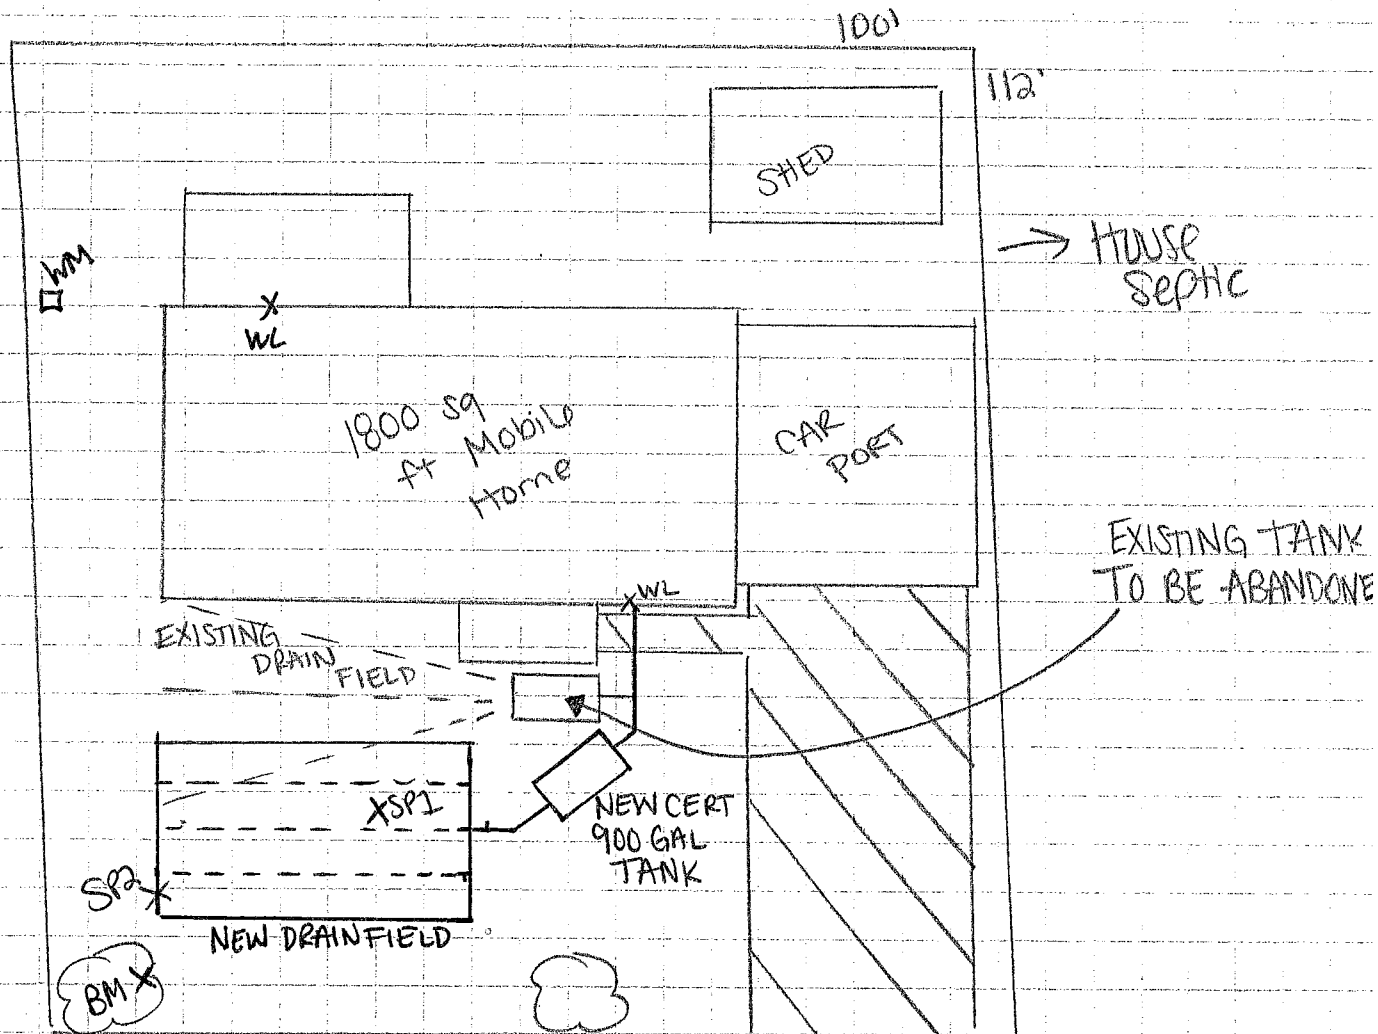 100'
112'
SHED
House
Septic
WM
WL
1800 sq
ft Mobile
Home
CAR
PORT
EXISTING TANK
TO BE ABANDONE
WL
EXISTING
DRAIN
FIELD
XSP1
NEW CERT
900 GAL
TANK
SP2 X
NEW DRAINFIELD
BM X